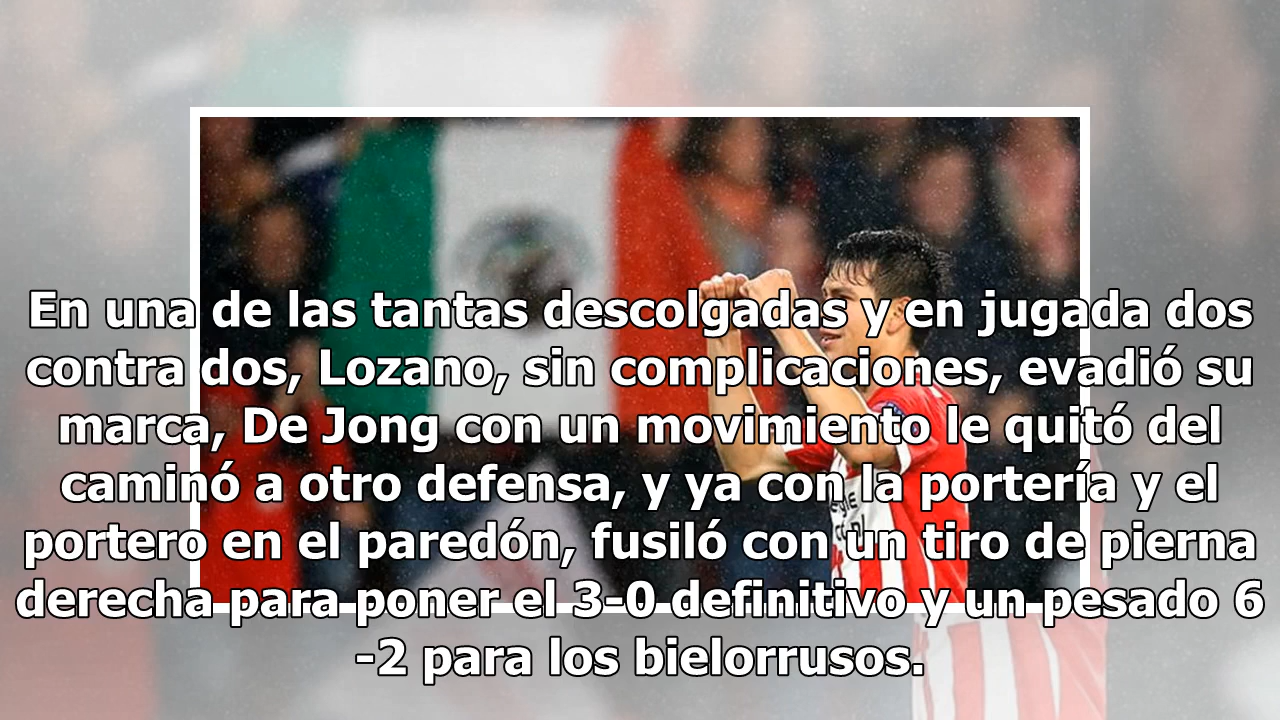 En una de las tantas descolgadas y en jugada dos
contra dos, Lozano, sin complicaciones, evadió su
marca, De Jong con un movimiento le quitó del
caminó a otro defensa, y ya con la portería y el
portero en el paredón, fusiló con un tiro de pierna
derecha para poner el 3-0 definitivo y un pesado 6
-2 para los bielorrusos.